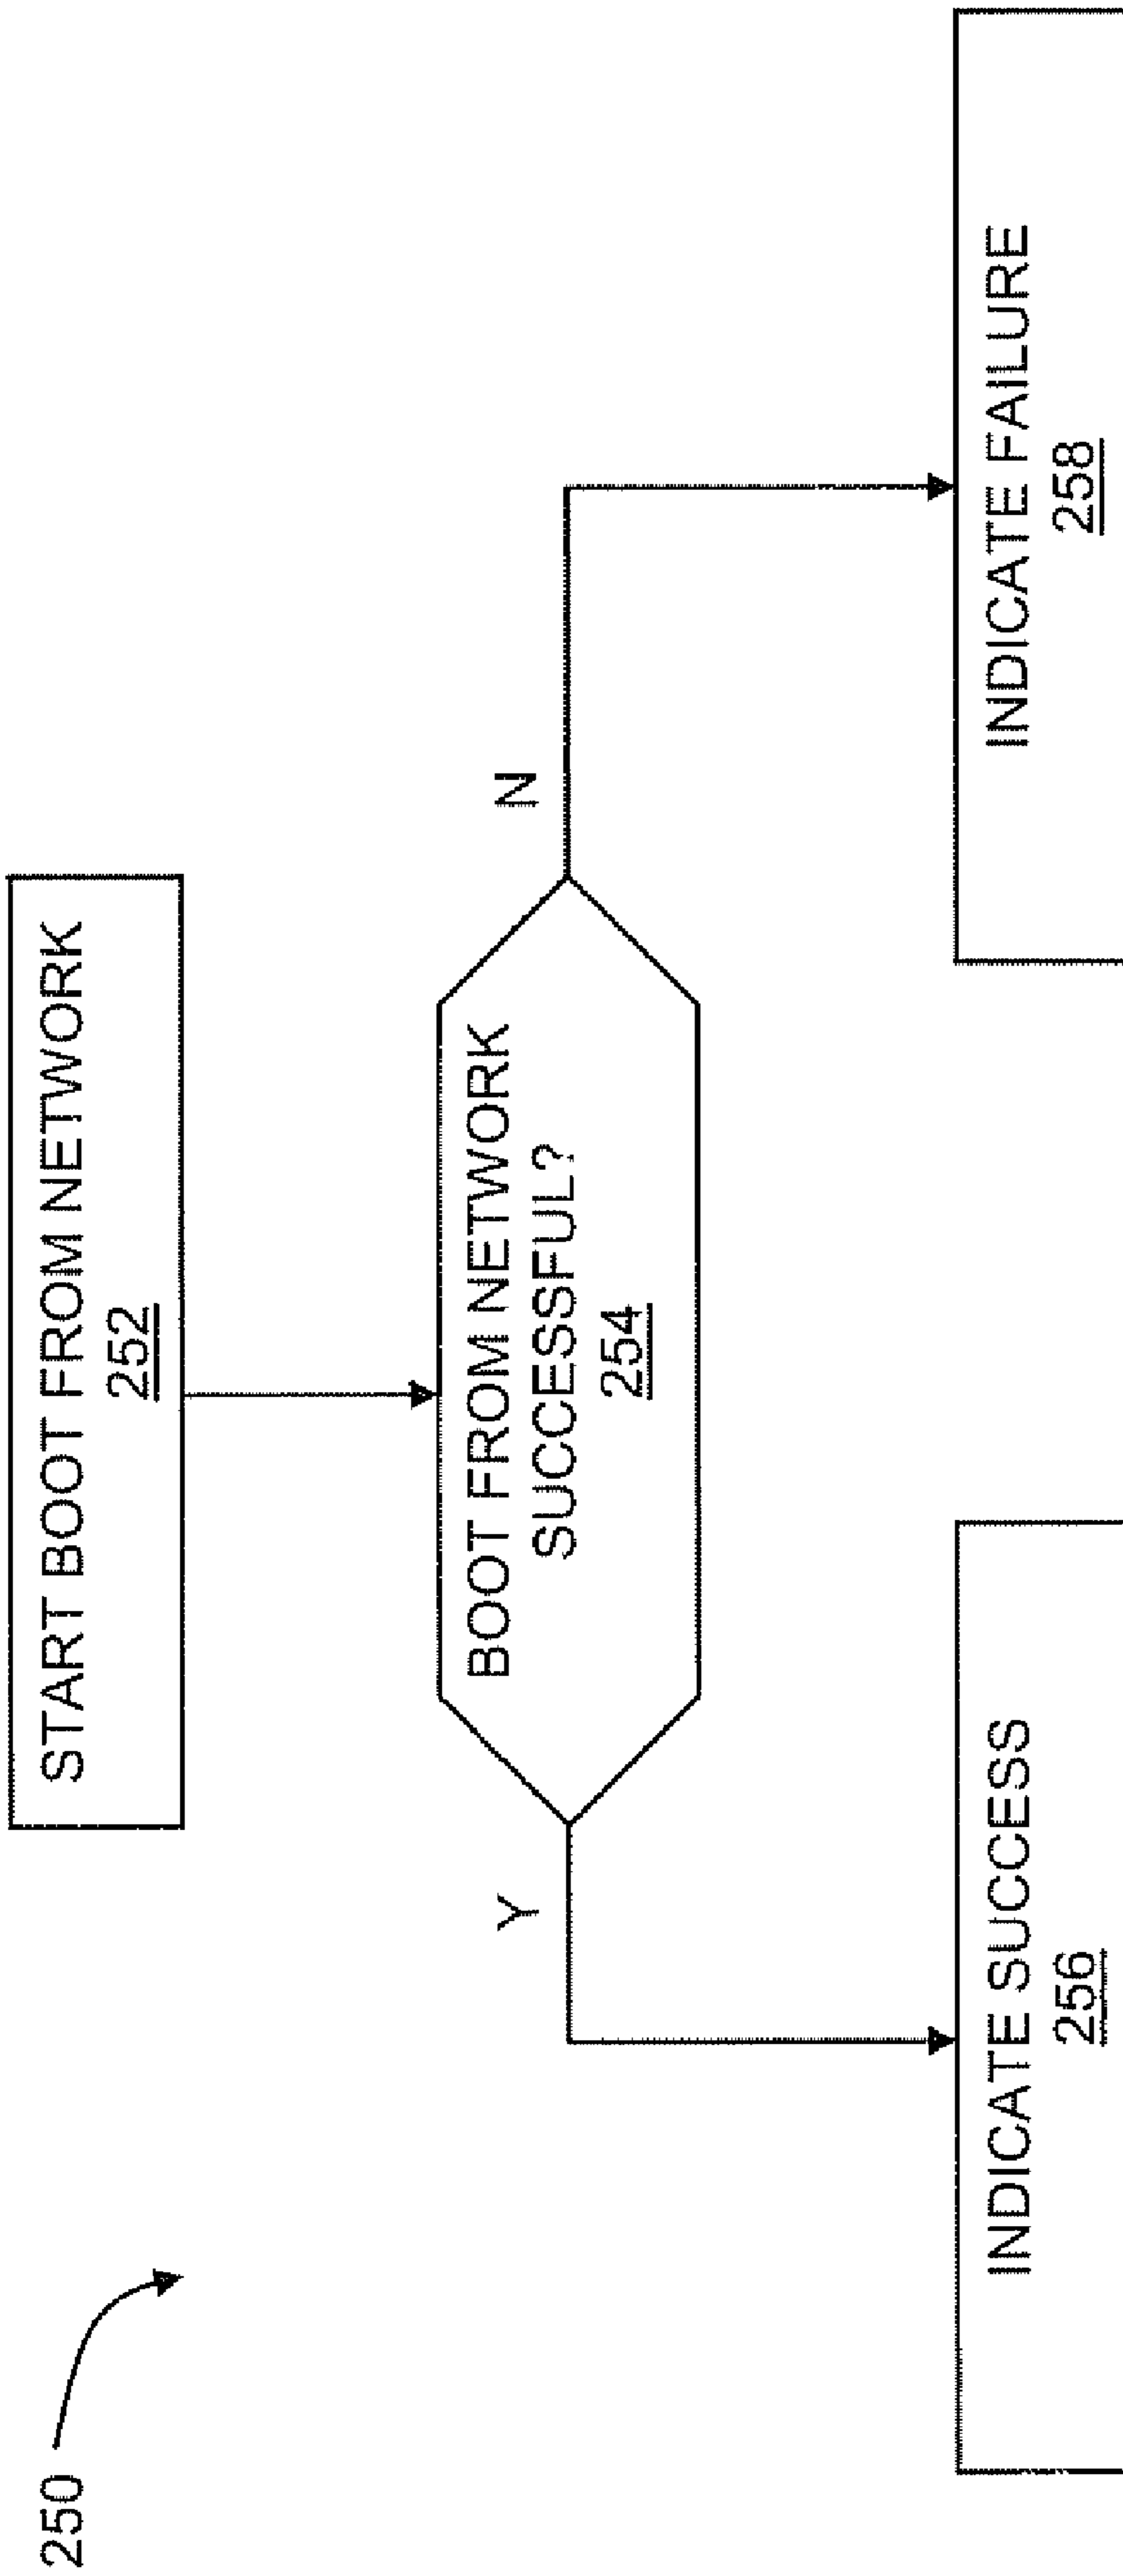 250
START BOOT FROM NETWORK
252
BOOT FROM NETWORK
SUCCESSFUL?
254
Y
N
INDICATE SUCCESS
256
INDICATE FAILURE
258